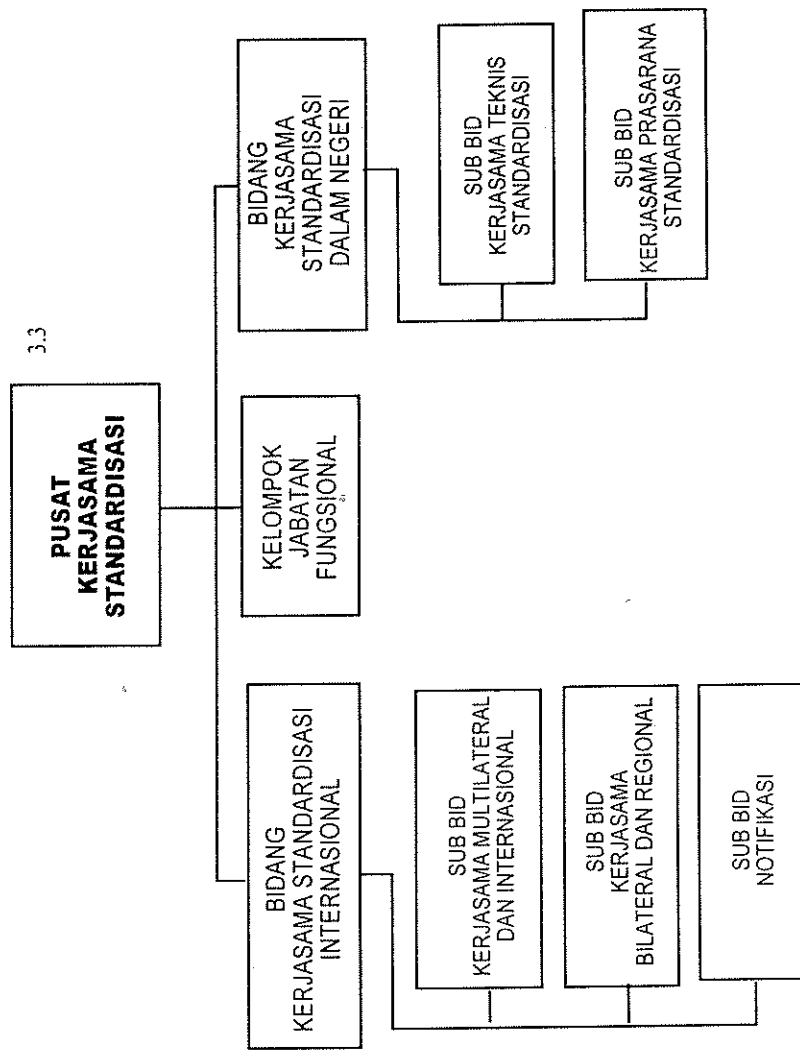 3.3
PUSAT
KERJASAMA
STANDARDISASI
BIDANG
KERJASAMA STANDARDISASI
INTERNASIONAL
KELOMPOK
JABATAN
FUNGSIONAL
BIDANG
KERJASAMA
STANDARDISASI
DALAM NEGERI
SUB BID
KERJASAMA MULTILATERAL
DAN INTERNASIONAL
SUB BID
KERJASAMA
BILATERAL DAN REGIONAL
SUB BID
NOTIFIKASI
SUB BID
KERJASAMA TEKNIS
STANDARDISASI
SUB BID
KERJASAMA PRASARANA
STANDARDISASI